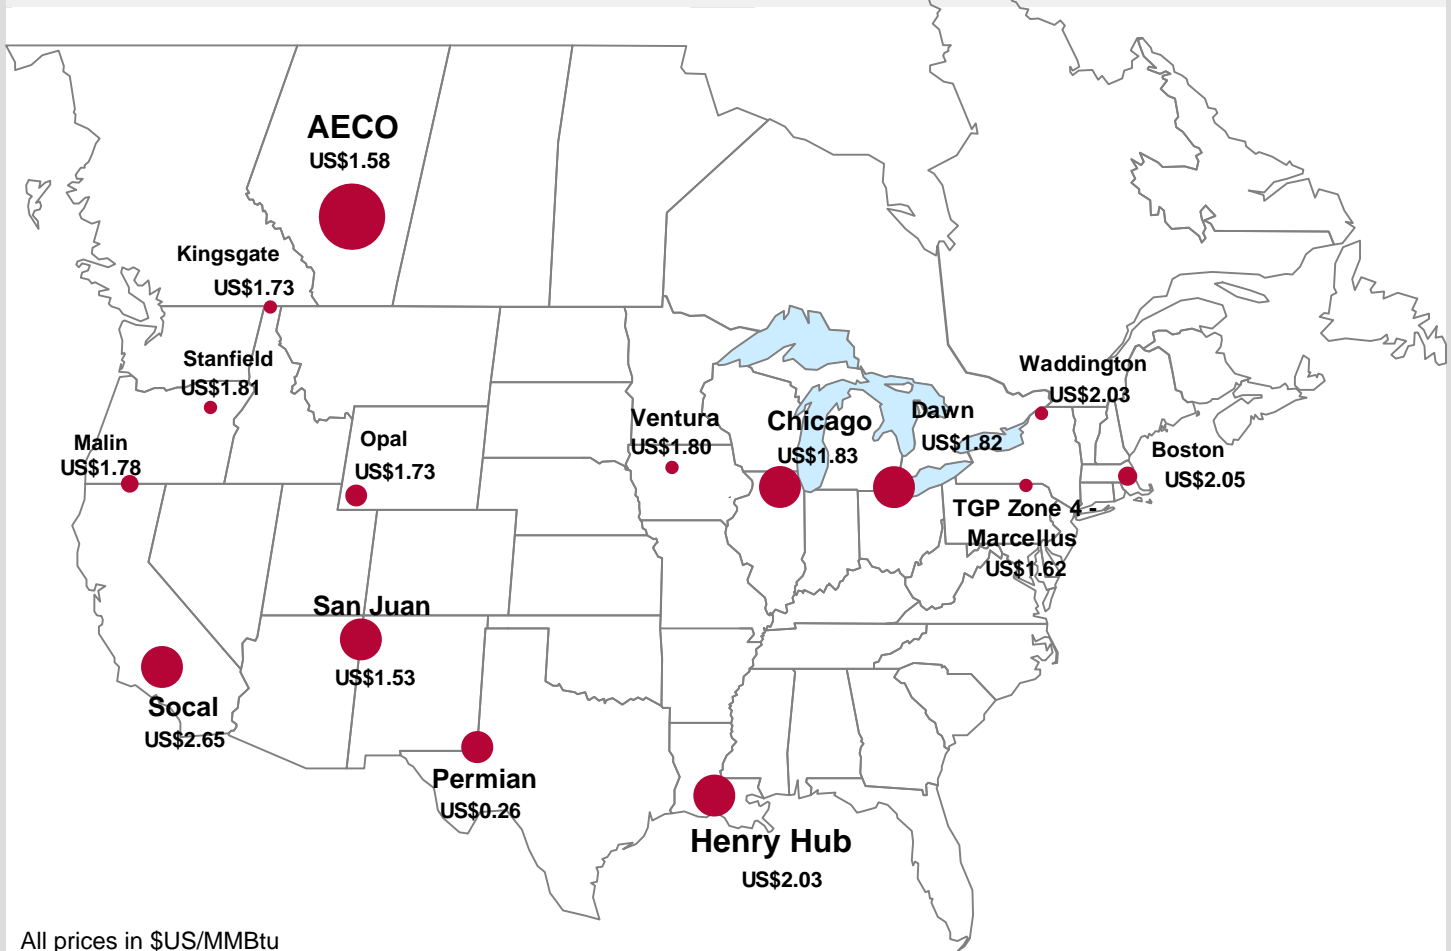 AECO
US$1.58
Kingsgate
US$1.73
Stanfield
US$1.81
Malin
US$1.78
Opal
US$1.73
Ventura
US$1.80
Chicago
US$1.83
Dawn
US$1.82
Waddington
US$2.03
Boston
US$2.05
TGP Zone 4 -
Marcellus
US$1.62
San Juan
US$1.53
Socal
US$2.65
Permian
US$0.26
Henry Hub
US$2.03
All prices in $US/MMBtu